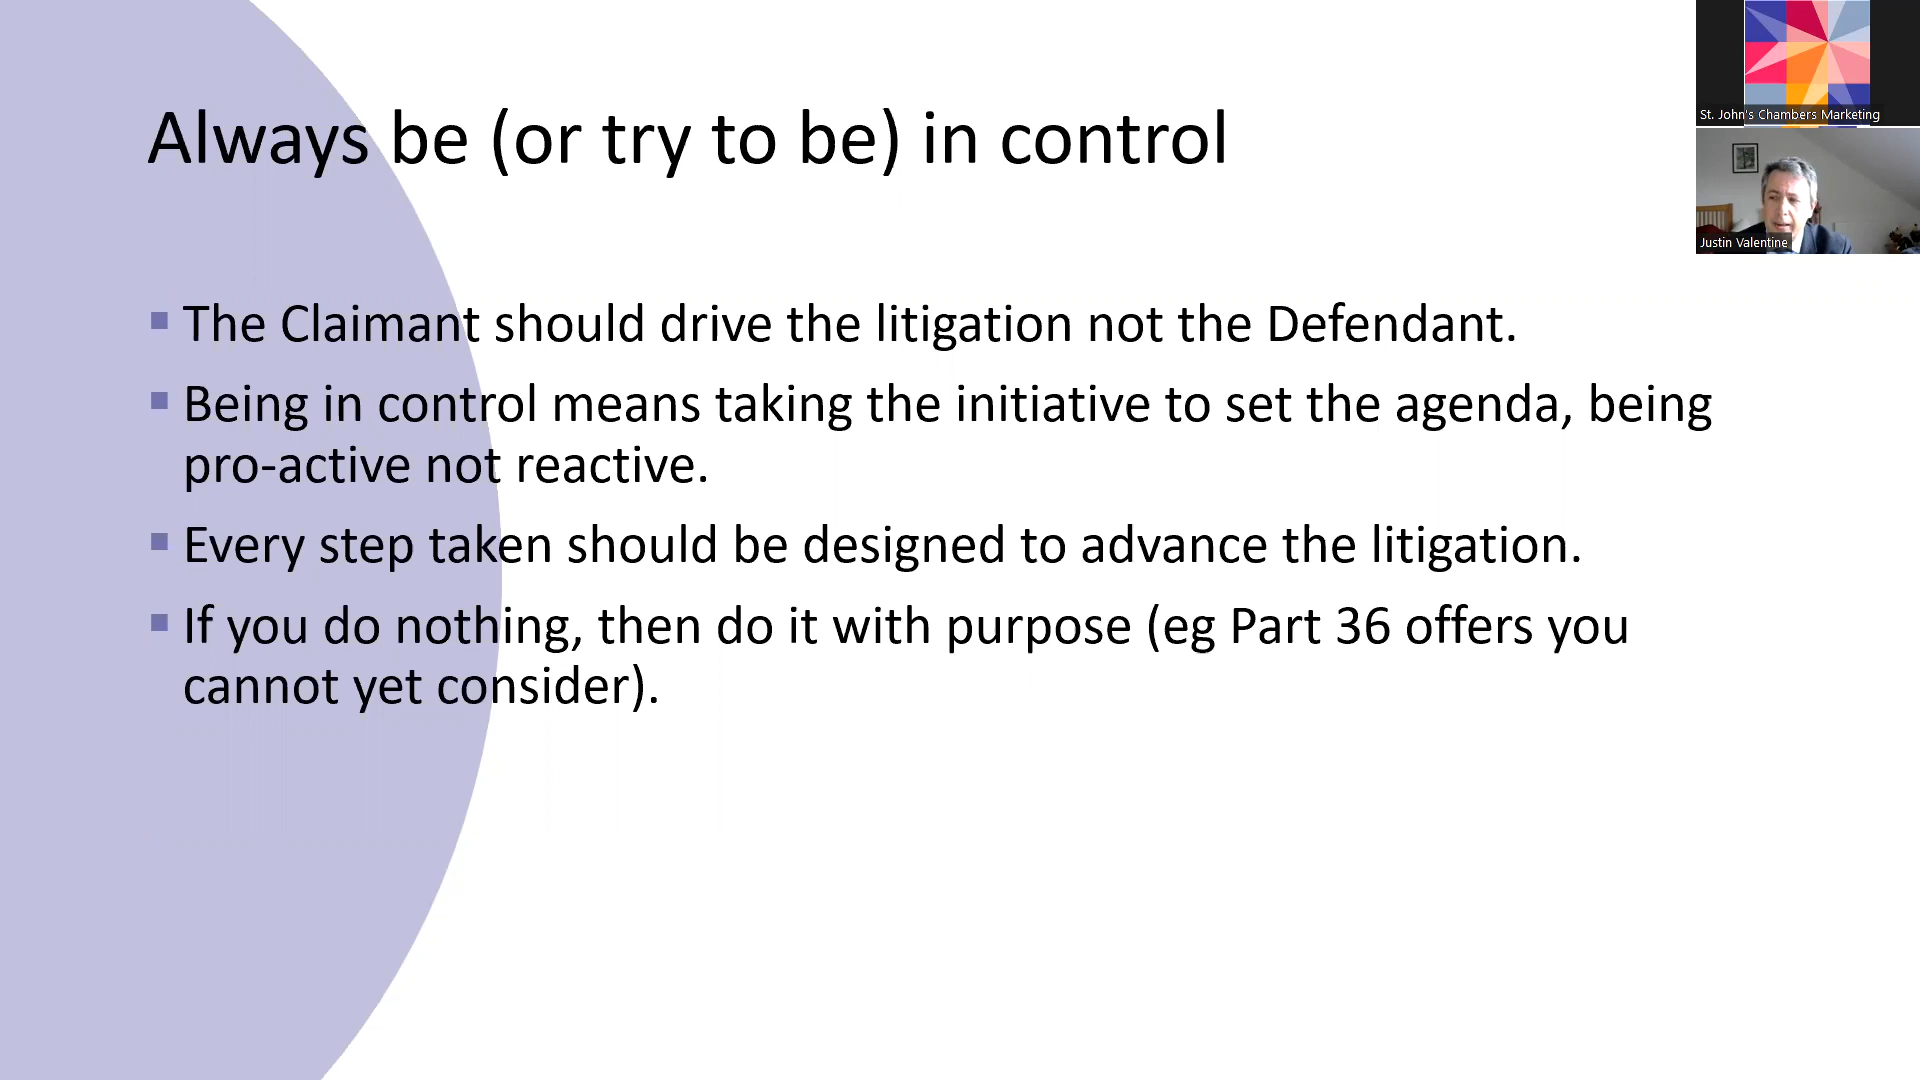 Always be (or try to be) in control
▪ The Claimant should drive the litigation not the Defendant.
▪ Being in control means taking the initiative to set the agenda, being
pro-active not reactive.
▪ Every step taken should be designed to advance the litigation.
▪ If you do nothing, then do it with purpose (eg Part 36 offers you
cannot yet consider).
St. John's Chambers Marketing
Justin Valentine